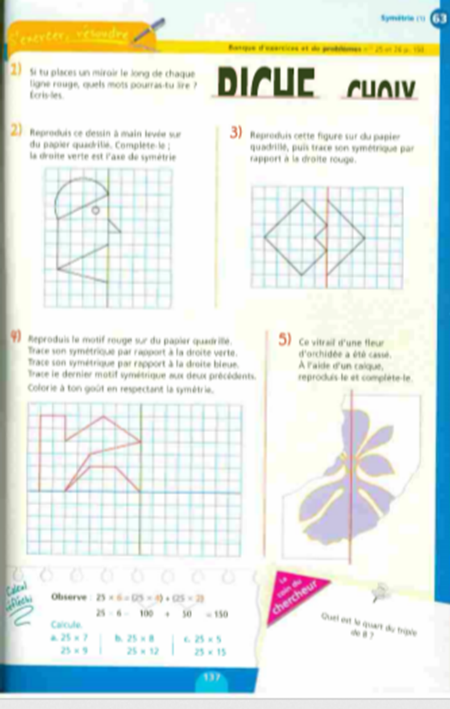 Symétrie (1) 63
S'exercer, résoudre
Banque d'exercices et de problèmes n° 25 et 26 p. 150
1) Si tu places un miroir le long de chaque
ligne rouge, quels mots pourras-tu lire ?
Écris-les.
2) Reproduis ce dessin à main levée sur
du papier quadrillé. Complète-le ;
la droite verte est l'axe de symétrie
3) Reproduis cette figure sur du papier
quadrillé, puis trace son symétrique par
rapport à la droite rouge.
4) Reproduis le motif rouge sur du papier quadrillé.
Trace son symétrique par rapport à la droite verte.
Trace son symétrique par rapport à la droite bleue.
Trace le dernier motif symétrique aux deux précédents.
Colorie à ton goût en respectant la symétrie.
5) Ce vitrail d'une fleur
d'orchidée a été cassé.
À l'aide d'un calque,
reproduis-le et complète-le.
Calcul
réfléchi
Observe : 25 × 6 = (25 × 4) + (25 × 2)
25 × 6 = 100 + 50 = 150
Calcule.
a. 25 × 7 b. 25 × 8 c. 25 × 5
25 × 9 25 × 12 25 × 15
Le
coin du
chercheur
Quel est le quart du triple
de 8 ?
137